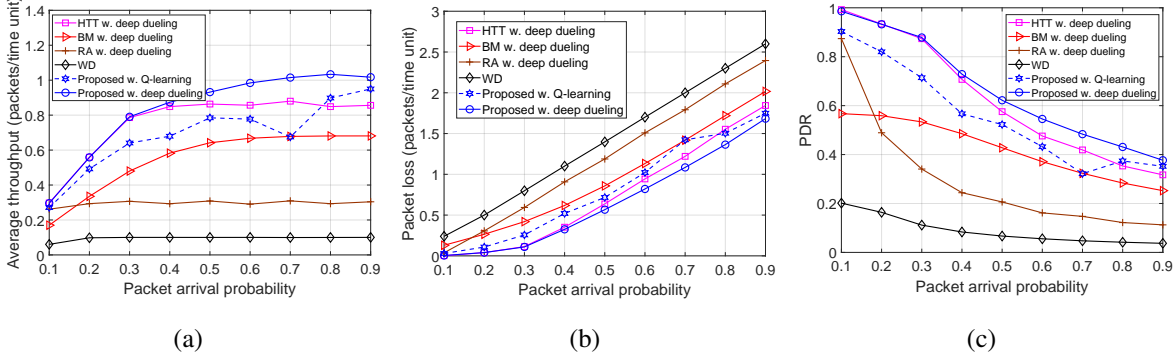 Average throughput (packets/time unit)
1.4
1.2
1
0.8
0.6
0.4
0.2
0
HTT w. deep dueling
BM w. deep dueling
RA w. deep dueling
WD
Proposed w. Q-learning
Proposed w. deep dueling
0.1 0.2 0.3 0.4 0.5 0.6 0.7 0.8 0.9
Packet arrival probability
(a)
Packet loss (packets/time unit)
3
2.5
2
1.5
1
0.5
0
HTT w. deep dueling
BM w. deep dueling
RA w. deep dueling
WD
Proposed w. Q-learning
Proposed w. deep dueling
0.1 0.2 0.3 0.4 0.5 0.6 0.7 0.8 0.9
Packet arrival probability
(b)
PDR
1
0.8
0.6
0.4
0.2
0
HTT w. deep dueling
BM w. deep dueling
RA w. deep dueling
WD
Proposed w. Q-learning
Proposed w. deep dueling
0.1 0.2 0.3 0.4 0.5 0.6 0.7 0.8 0.9
Packet arrival probability
(c)